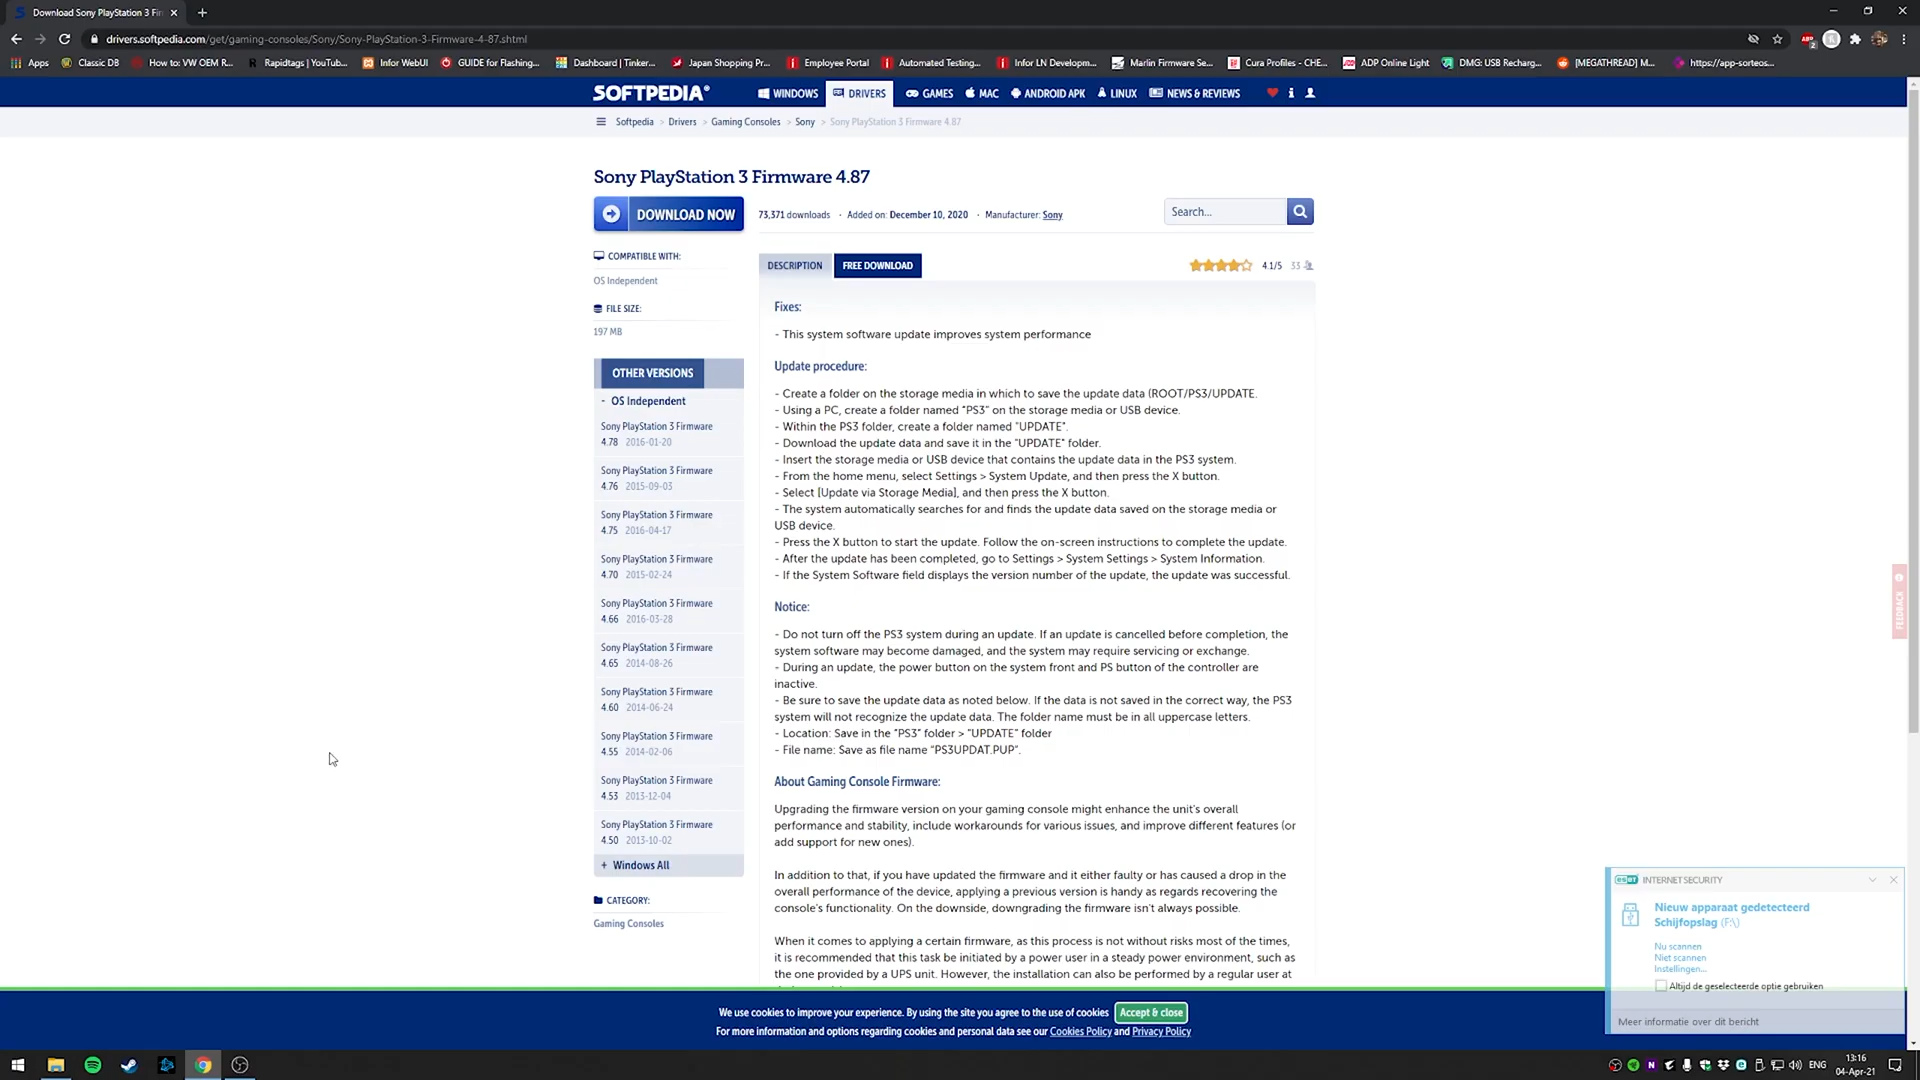 Download Sony PlayStation 3 Fir
drivers.softpedia.com/get/gaming-consoles/Sony/Sony-PlayStation-3-Firmware-4-87.shtml
Apps Classic DB How to: VW OEM R... Rapidtags | YouTub... Infor WebUI GUIDE for Flashing... Dashboard | Tinker... Japan Shopping Pr... Employee Portal Automated Testing... Infor LN Developm... Marlin Firmware Se... Cura Profiles - CHE... ADP Online Light DMG: USB Recharg... [MEGATHREAD] M... https://app-sorteos...
SOFTPEDIA® WINDOWS DRIVERS GAMES MAC ANDROID APK LINUX NEWS & REVIEWS
Softpedia > Drivers > Gaming Consoles > Sony > Sony PlayStation 3 Firmware 4.87
Sony PlayStation 3 Firmware 4.87
DOWNLOAD NOW
73,371 downloads · Added on: December 10, 2020 · Manufacturer: Sony
Search...
COMPATIBLE WITH:
OS Independent
FILE SIZE:
197 MB
OTHER VERSIONS
- OS Independent
Sony PlayStation 3 Firmware
4.78 2016-01-20
Sony PlayStation 3 Firmware
4.76 2015-09-03
Sony PlayStation 3 Firmware
4.75 2016-04-17
Sony PlayStation 3 Firmware
4.70 2015-02-24
Sony PlayStation 3 Firmware
4.66 2016-03-28
Sony PlayStation 3 Firmware
4.65 2014-08-26
Sony PlayStation 3 Firmware
4.60 2014-06-24
Sony PlayStation 3 Firmware
4.55 2014-02-06
Sony PlayStation 3 Firmware
4.53 2013-12-04
Sony PlayStation 3 Firmware
4.50 2013-10-02
+ Windows All
CATEGORY:
Gaming Consoles
DESCRIPTION FREE DOWNLOAD
4.1/5 33
Fixes:
- This system software update improves system performance
Update procedure:
- Create a folder on the storage media in which to save the update data (ROOT/PS3/UPDATE.
- Using a PC, create a folder named "PS3" on the storage media or USB device.
- Within the PS3 folder, create a folder named "UPDATE".
- Download the update data and save it in the "UPDATE" folder.
- Insert the storage media or USB device that contains the update data in the PS3 system.
- From the home menu, select Settings > System Update, and then press the X button.
- Select [Update via Storage Media], and then press the X button.
- The system automatically searches for and finds the update data saved on the storage media or
USB device.
- Press the X button to start the update. Follow the on-screen instructions to complete the update.
- After the update has been completed, go to Settings > System Settings > System Information.
- If the System Software field displays the version number of the update, the update was successful.
Notice:
- Do not turn off the PS3 system during an update. If an update is cancelled before completion, the
system software may become damaged, and the system may require servicing or exchange.
- During an update, the power button on the system front and PS button of the controller are
inactive.
- Be sure to save the update data as noted below. If the data is not saved in the correct way, the PS3
system will not recognize the update data. The folder name must be in all uppercase letters.
- Location: Save in the "PS3" folder > "UPDATE" folder
- File name: Save as file name "PS3UPDAT.PUP".
About Gaming Console Firmware:
Upgrading the firmware version on your gaming console might enhance the unit's overall
performance and stability, include workarounds for various issues, and improve different features (or
add support for new ones).
In addition to that, if you have updated the firmware and it either faulty or has caused a drop in the
overall performance of the device, applying a previous version is handy as regards recovering the
console's functionality. On the downside, downgrading the firmware isn't always possible.
When it comes to applying a certain firmware, as this process is not without risks most of the times,
it is recommended that this task be initiated by a power user in a steady power environment, such as
the one provided by a UPS unit. However, the installation can also be performed by a regular user at
FEEDBACK
eset INTERNET SECURITY
Nieuw apparaat gedetecteerd
Schijfopslag (F:\)
Nu scannen
Niet scannen
Instellingen...
Altijd de geselecteerde optie gebruiken
Meer informatie over dit bericht
We use cookies to improve your experience. By using the site you agree to the use of cookies Accept & close
For more information and options regarding cookies and personal data see our Cookies Policy and Privacy Policy
ENG
13:16
04-Apr-21